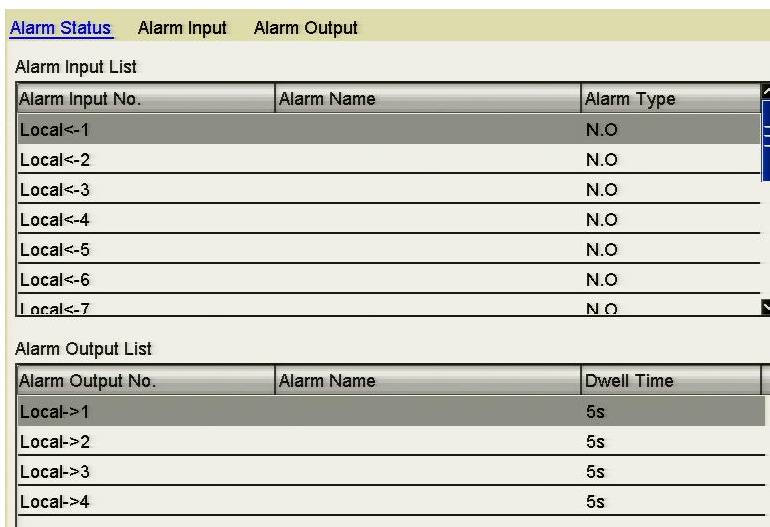 Alarm Status Alarm Input Alarm Output
Alarm Input List
Alarm Input No. Alarm Name Alarm Type
Local<-1 N.O
Local<-2 N.O
Local<-3 N.O
Local<-4 N.O
Local<-5 N.O
Local<-6 N.O
Local<-7 N.O
Alarm Output List
Alarm Output No. Alarm Name Dwell Time
Local->1 5s
Local->2 5s
Local->3 5s
Local->4 5s